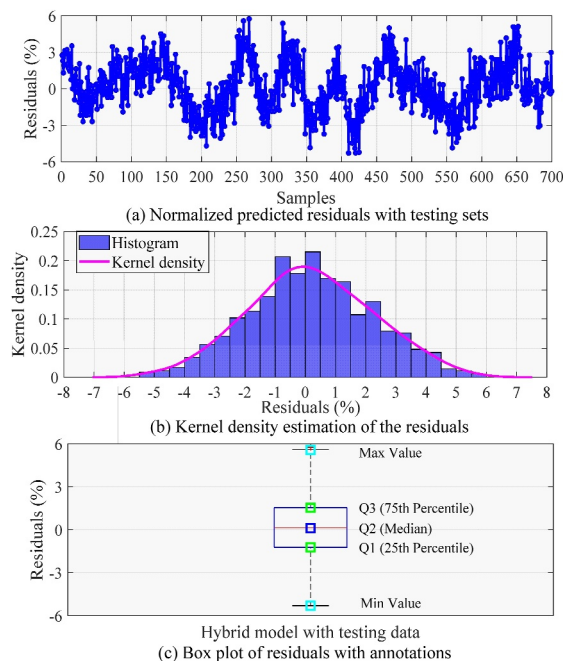 6
3
0
-3
-6
Residuals (%)
0 50 100 150 200 250 300 350 400 450 500 550 600 650 700
Samples
(a) Normalized predicted residuals with testing sets
0.25
0.2
0.15
0.1
0.05
0
Kernel density
Histogram
Kernel density
-8 -7 -6 -5 -4 -3 -2 -1 0 1 2 3 4 5 6 7 8
Residuals (%)
(b) Kernel density estimation of the residuals
6
3
0
-3
-6
Residuals (%)
Max Value
Q3 (75th Percentile)
Q2 (Median)
Q1 (25th Percentile)
Min Value
Hybrid model with testing data
(c) Box plot of residuals with annotations